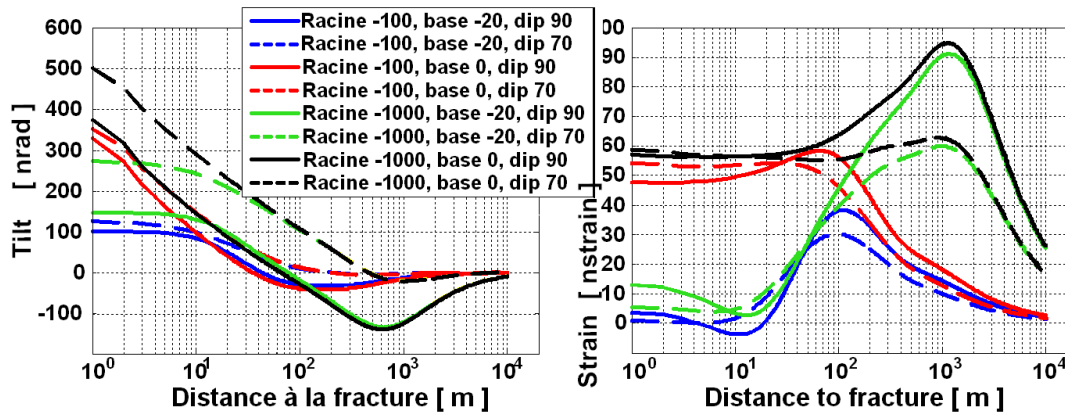 600
500
400
300
200
100
0
-100
Tilt [ nrad]
Racine -100, base -20, dip 90
Racine -100, base -20, dip 70
Racine -100, base 0, dip 90
Racine -100, base 0, dip 70
Racine -1000, base -20, dip 90
Racine -1000, base -20, dip 70
Racine -1000, base 0, dip 90
Racine -1000, base 0, dip 70
10^0 10^1 10^2 10^3 10^4
Distance à la fracture [ m ]
00
90
80
70
60
50
40
30
20
10
0
Strain [ nstrain]
10^0 10^1 10^2 10^3 10^4
Distance to fracture [ m ]